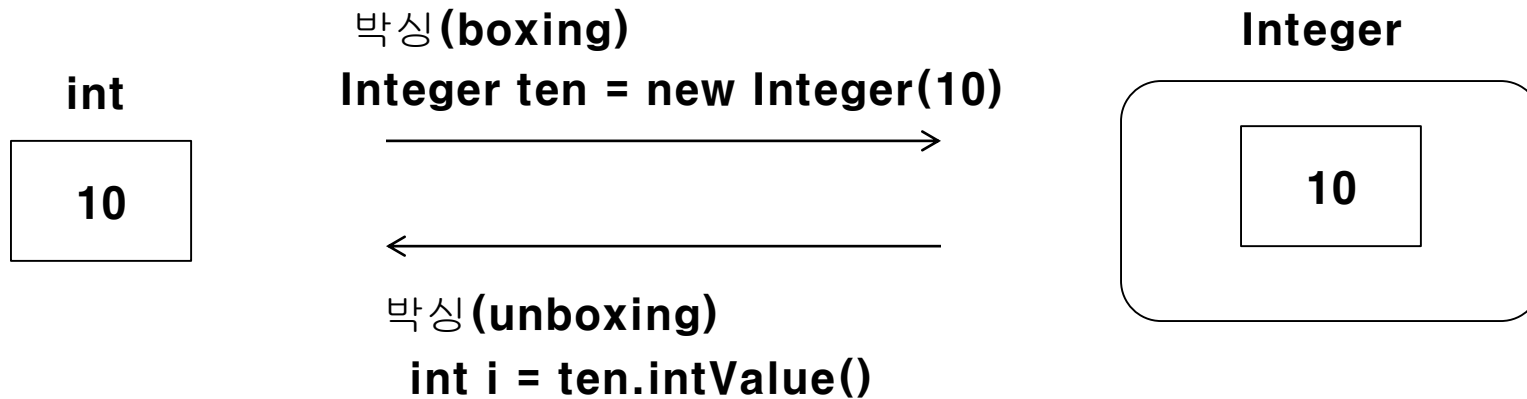 박싱(boxing)
Integer
int
Integer ten = new Integer(10)
10
10
박싱(unboxing)
int i = ten.intValue()